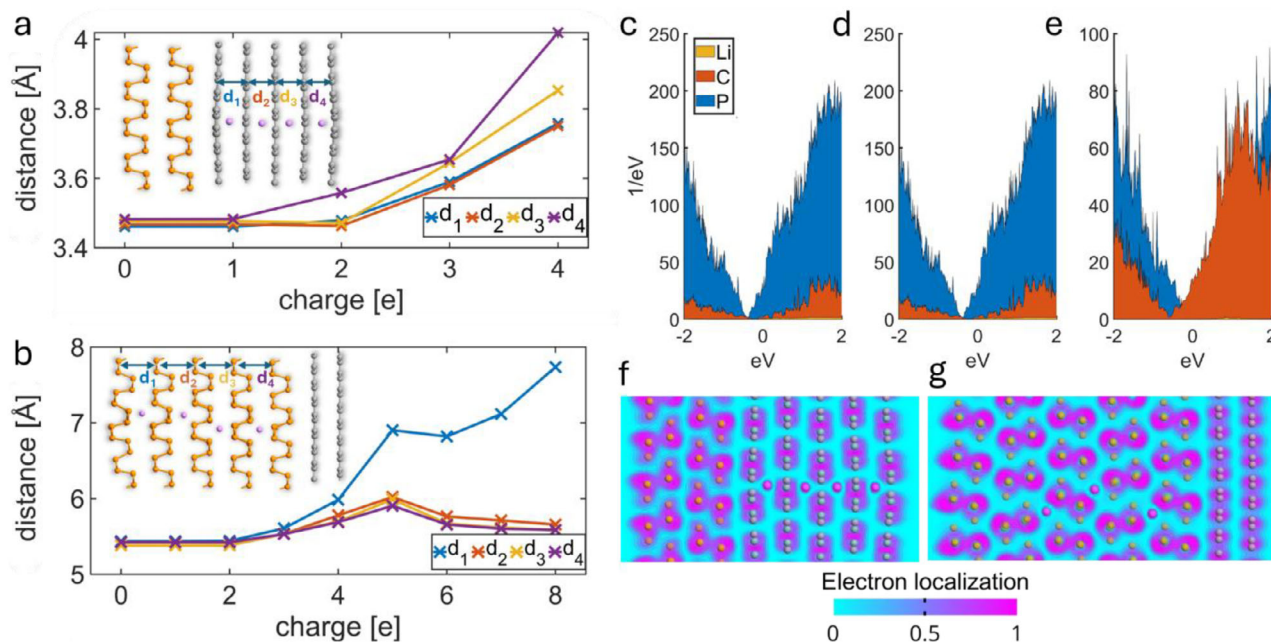 a
distance [Å]
4
3.8
3.6
3.4
d₁ d₂ d₃ d₄
d₁ d₂ d₃ d₄
0 1 2 3 4
charge [e]
b
distance [Å]
8
7
6
5
d₁ d₂ d₃ d₄
d₁ d₂ d₃ d₄
0 2 4 6 8
charge [e]
c
1/eV
250
200
150
100
50
0
Li
C
P
-2 0 2
eV
d
250
200
150
100
50
0
-2 0 2
eV
e
100
80
60
40
20
0
-2 0 2
eV
f
g
Electron localization
0 0.5 1